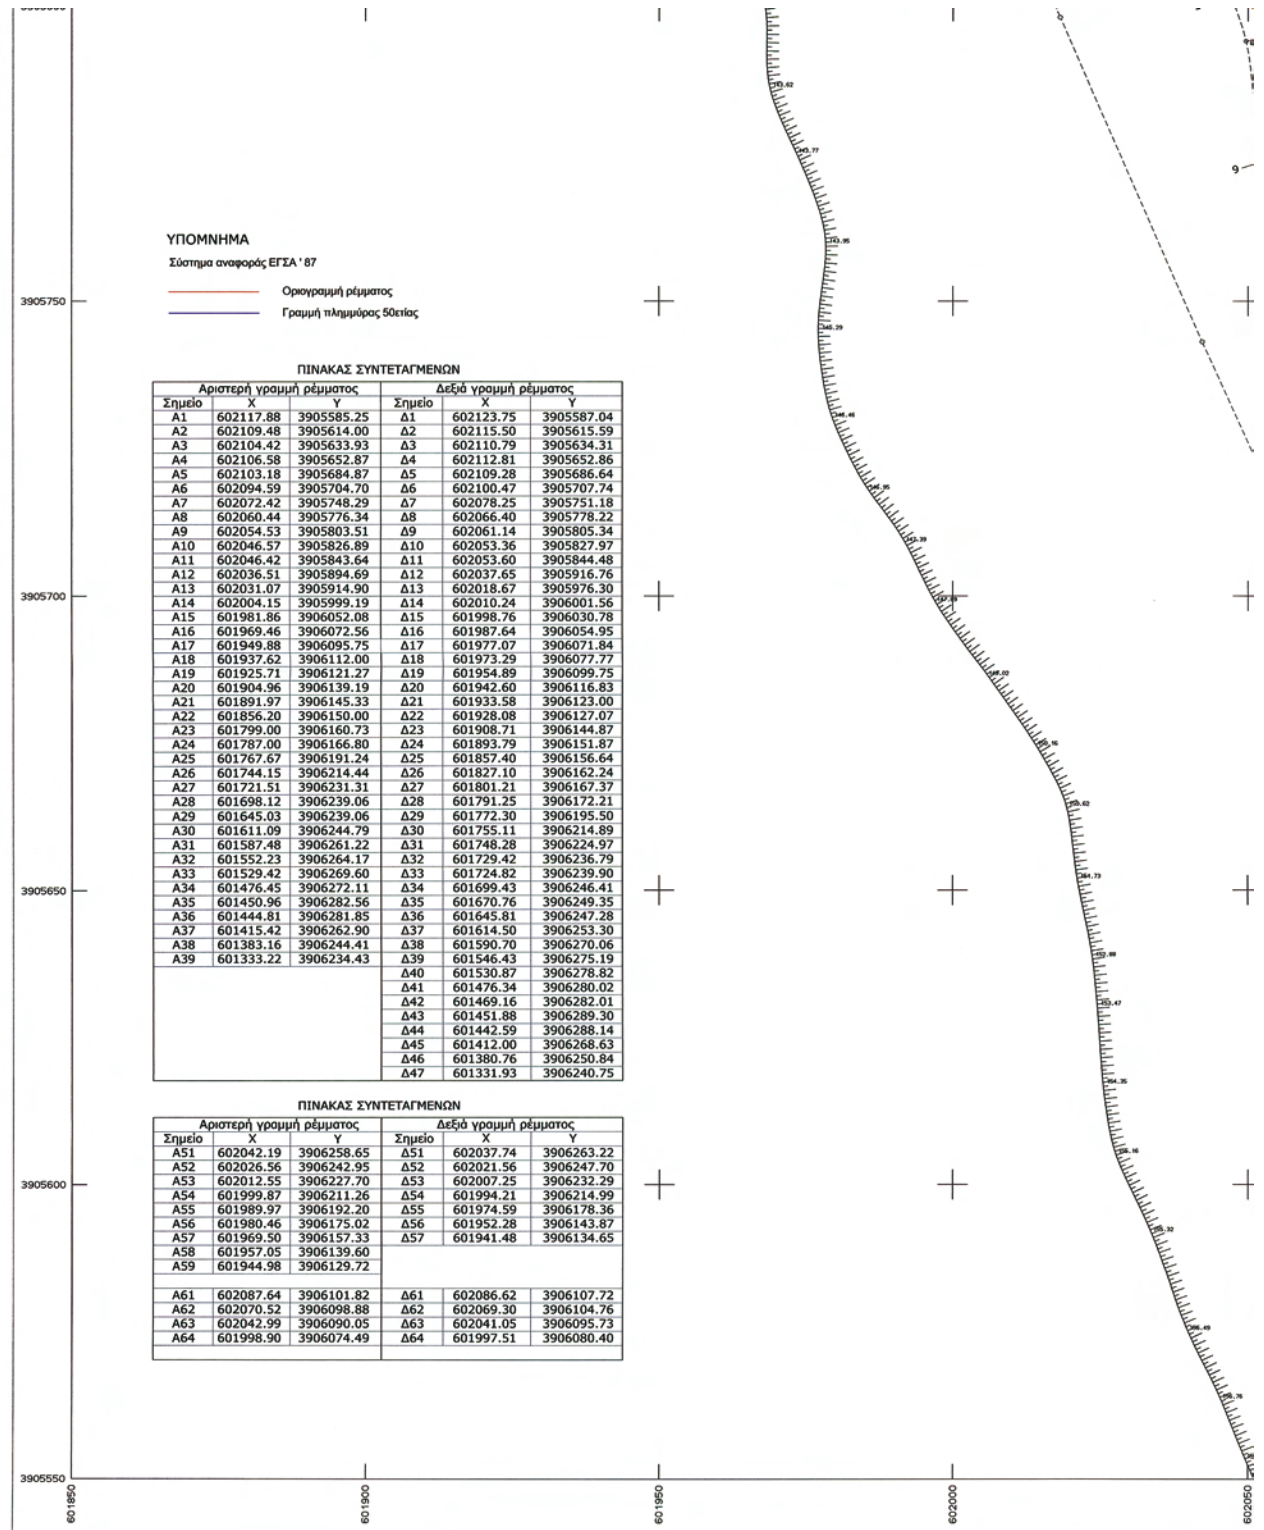 9
ΥΠΟΜΝΗΜΑ
Σύστημα αναφοράς ΕΓΣΑ ' 87
Οριογραμμή ρέμματος
Γραμμή πλημμύρας 50ετίας
3905750
ΠΙΝΑΚΑΣ ΣΥΝΤΕΤΑΓΜΕΝΩΝ
Αριστερή γραμμή ρέμματος Δεξιά γραμμή ρέμματος
Σημείο X Y Σημείο X Y
A1 602117.88 3905585.25 Δ1 602123.75 3905587.04
A2 602109.48 3905614.00 Δ2 602115.50 3905615.59
A3 602104.42 3905633.93 Δ3 602110.79 3905634.31
A4 602106.58 3905652.87 Δ4 602112.81 3905652.86
A5 602103.18 3905684.87 Δ5 602109.28 3905686.64
A6 602094.59 3905704.70 Δ6 602100.47 3905707.74
A7 602072.42 3905748.29 Δ7 602078.25 3905751.18
A8 602060.44 3905776.34 Δ8 602066.40 3905778.22
A9 602054.53 3905803.51 Δ9 602061.14 3905805.34
A10 602046.57 3905826.89 Δ10 602053.36 3905827.97
A11 602046.42 3905843.64 Δ11 602053.60 3905844.48
A12 602036.51 3905894.69 Δ12 602037.65 3905916.76
A13 602031.07 3905914.90 Δ13 602018.67 3905976.30
A14 602004.15 3905999.19 Δ14 602010.24 3906001.56
A15 601981.86 3906052.08 Δ15 601998.76 3906030.78
A16 601969.46 3906072.56 Δ16 601987.64 3906054.95
A17 601949.88 3906095.75 Δ17 601977.07 3906071.84
A18 601937.62 3906112.00 Δ18 601973.29 3906077.77
A19 601925.71 3906121.27 Δ19 601954.89 3906099.75
A20 601904.96 3906139.19 Δ20 601942.60 3906116.83
A21 601891.97 3906145.33 Δ21 601933.58 3906123.00
A22 601856.20 3906150.00 Δ22 601928.08 3906127.07
A23 601799.00 3906160.73 Δ23 601908.71 3906144.87
A24 601787.00 3906166.80 Δ24 601893.79 3906151.87
A25 601767.67 3906191.24 Δ25 601857.40 3906156.64
A26 601744.15 3906214.44 Δ26 601827.10 3906162.24
A27 601721.51 3906231.31 Δ27 601801.21 3906167.37
A28 601698.12 3906239.06 Δ28 601791.25 3906172.21
A29 601645.03 3906239.06 Δ29 601772.30 3906195.50
A30 601611.09 3906244.79 Δ30 601755.11 3906214.89
A31 601587.48 3906261.22 Δ31 601748.28 3906224.97
A32 601552.23 3906264.17 Δ32 601729.42 3906236.79
A33 601529.42 3906269.60 Δ33 601724.82 3906239.90
A34 601476.45 3906272.11 Δ34 601699.43 3906246.41
A35 601450.96 3906282.56 Δ35 601670.76 3906249.35
A36 601444.81 3906281.85 Δ36 601645.81 3906247.28
A37 601415.42 3906262.90 Δ37 601614.50 3906253.30
A38 601383.16 3906244.41 Δ38 601590.70 3906270.06
A39 601333.22 3906234.43 Δ39 601546.43 3906275.19
Δ40 601530.87 3906278.82
Δ41 601476.34 3906280.02
Δ42 601469.16 3906282.01
Δ43 601451.88 3906289.30
Δ44 601442.59 3906288.14
Δ45 601412.00 3906268.63
Δ46 601380.76 3906250.84
Δ47 601331.93 3906240.75
3905700
3905650
ΠΙΝΑΚΑΣ ΣΥΝΤΕΤΑΓΜΕΝΩΝ
Αριστερή γραμμή ρέμματος Δεξιά γραμμή ρέμματος
Σημείο X Y Σημείο X Y
A51 602042.19 3906258.65 Δ51 602037.74 3906263.22
A52 602026.56 3906242.95 Δ52 602021.56 3906247.70
A53 602012.55 3906227.70 Δ53 602007.25 3906232.29
A54 601999.87 3906211.26 Δ54 601994.21 3906214.99
A55 601989.97 3906192.20 Δ55 601974.59 3906178.36
A56 601980.46 3906175.02 Δ56 601952.28 3906143.87
A57 601969.50 3906157.33 Δ57 601941.48 3906134.65
A58 601957.05 3906139.60
A59 601944.98 3906129.72
A61 602087.64 3906101.82 Δ61 602086.62 3906107.72
A62 602070.52 3906098.88 Δ62 602069.30 3906104.76
A63 602042.99 3906090.05 Δ63 602041.05 3906095.73
A64 601998.90 3906074.49 Δ64 601997.51 3906080.40
3905600
3905550
601850
601900
601950
602000
602050